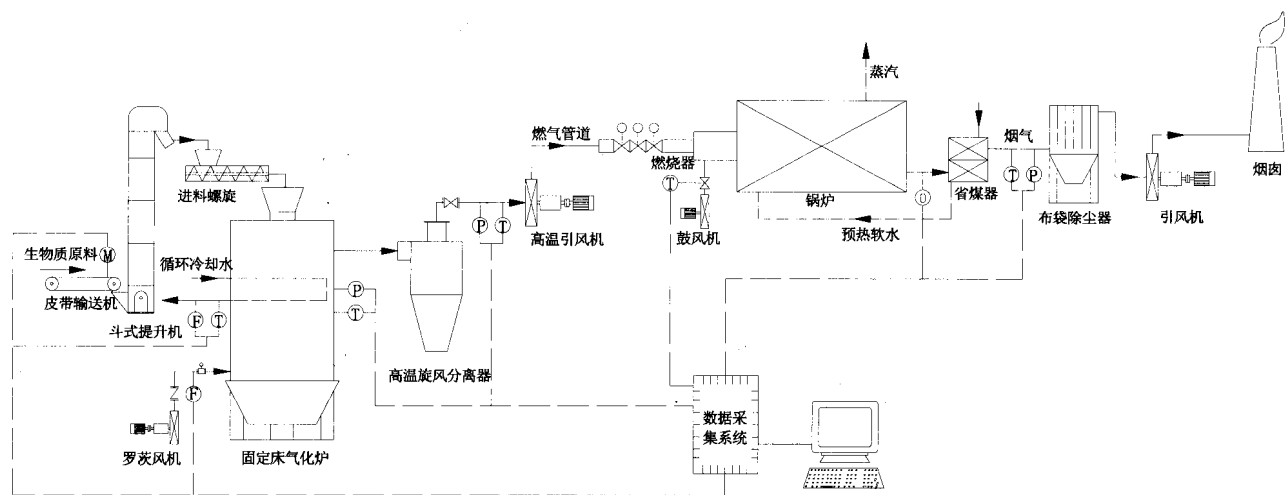 蒸汽
燃气管道
燃烧器
烟气
烟囱
进料螺旋
T
T
P
省煤器
锅炉
O
布袋除尘器
引风机
P
T
高温引风机
鼓风机
预热软水
生物质原料
M
循环冷却水
皮带输送机
P
F
T
T
斗式提升机
高温旋风分离器
F
数据采
集系统
罗茨风机
固定床气化炉